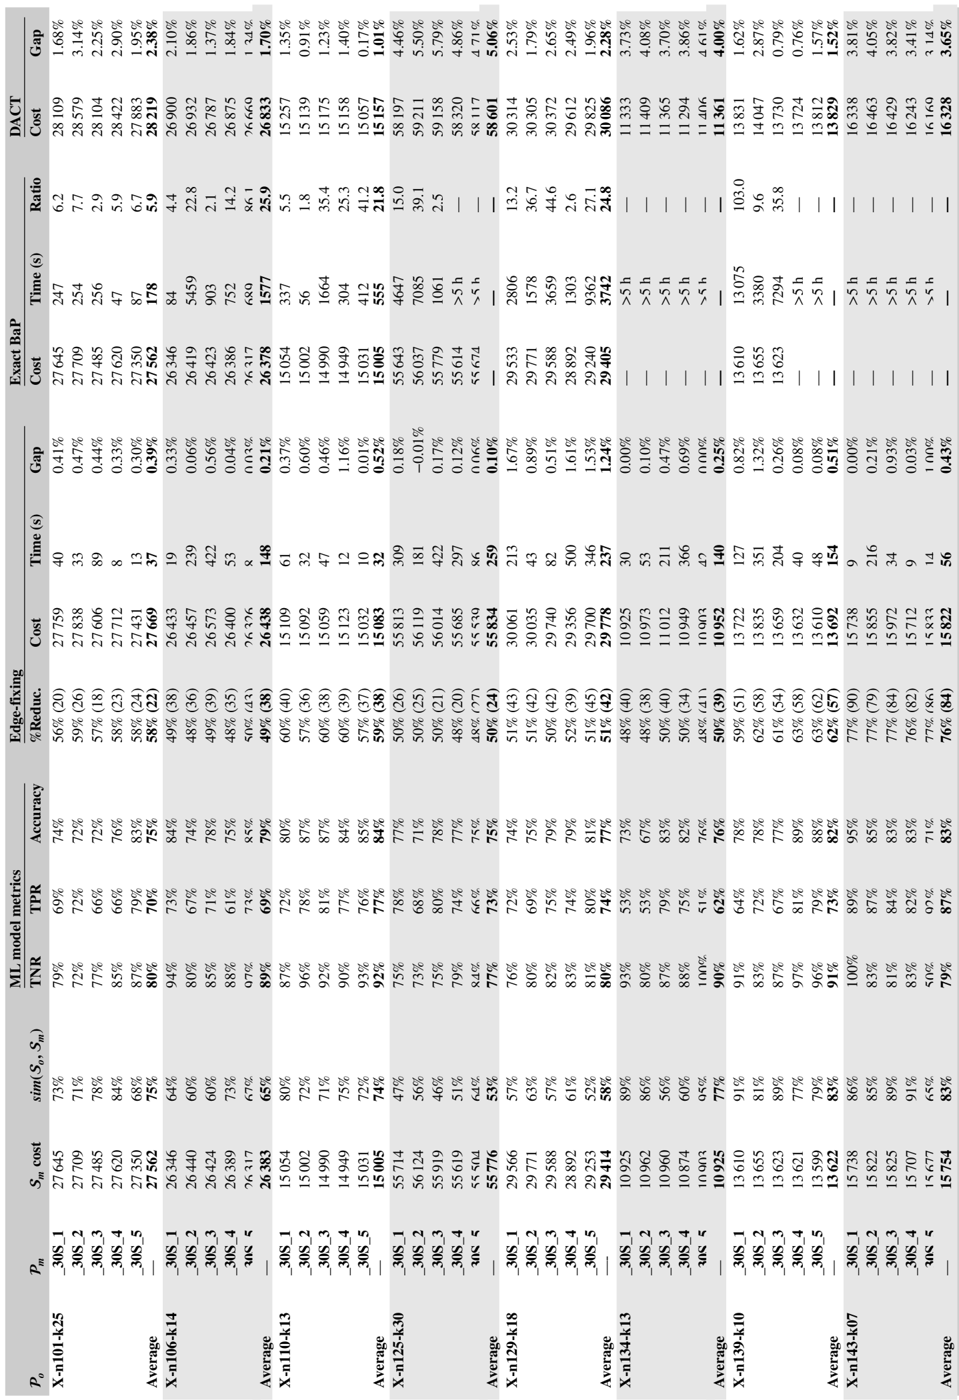 ML model metrics Edge-fixing Exact BaP DACT
P_o P_m S_m cost sim(S_o, S_m) TNR TPR Accuracy %Reduc. Cost Time (s) Gap Cost Time (s) Ratio Cost Gap
X-n101-k25 _30S_1 27 645 73% 79% 69% 74% 56% (20) 27 759 40 0.41% 27 645 247 6.2 28 109 1.68%
_30S_2 27 709 71% 72% 72% 72% 59% (26) 27 838 33 0.47% 27 709 254 7.7 28 579 3.14%
_30S_3 27 485 78% 77% 66% 72% 57% (18) 27 606 89 0.44% 27 485 256 2.9 28 104 2.25%
_30S_4 27 620 84% 85% 66% 76% 58% (23) 27 712 8 0.33% 27 620 47 5.9 28 422 2.90%
_30S_5 27 350 68% 87% 79% 83% 58% (24) 27 431 13 0.30% 27 350 87 6.7 27 883 1.95%
Average — 27 562 75% 80% 70% 75% 58% (22) 27 669 37 0.39% 27 562 178 5.9 28 219 2.38%
X-n106-k14 _30S_1 26 346 64% 94% 73% 84% 49% (38) 26 433 19 0.33% 26 346 84 4.4 26 900 2.10%
_30S_2 26 440 60% 80% 67% 74% 48% (36) 26 457 239 0.06% 26 419 5459 22.8 26 932 1.86%
_30S_3 26 424 60% 85% 71% 78% 49% (39) 26 573 422 0.56% 26 423 903 2.1 26 787 1.37%
_30S_4 26 389 73% 88% 61% 75% 48% (35) 26 400 53 0.04% 26 386 752 14.2 26 875 1.84%
_30S_5 26 317 67% 97% 73% 85% 50% (43) 26 326 8 0.03% 26 317 689 86.1 26 669 1.34%
Average — 26 383 65% 89% 69% 79% 49% (38) 26 438 148 0.21% 26 378 1577 25.9 26 833 1.70%
X-n110-k13 _30S_1 15 054 80% 87% 72% 80% 60% (40) 15 109 61 0.37% 15 054 337 5.5 15 257 1.35%
_30S_2 15 002 72% 96% 78% 87% 57% (36) 15 092 32 0.60% 15 002 56 1.8 15 139 0.91%
_30S_3 14 990 71% 92% 81% 87% 60% (38) 15 059 47 0.46% 14 990 1664 35.4 15 175 1.23%
_30S_4 14 949 75% 90% 77% 84% 60% (39) 15 123 12 1.16% 14 949 304 25.3 15 158 1.40%
_30S_5 15 031 72% 93% 76% 85% 57% (37) 15 032 10 0.01% 15 031 412 41.2 15 057 0.17%
Average — 15 005 74% 92% 77% 84% 59% (38) 15 083 32 0.52% 15 005 555 21.8 15 157 1.01%
X-n125-k30 _30S_1 55 714 47% 75% 78% 77% 50% (26) 55 813 309 0.18% 55 643 4647 15.0 58 197 4.46%
_30S_2 56 124 56% 73% 68% 71% 50% (25) 56 119 181 −0.01% 56 037 7085 39.1 59 211 5.50%
_30S_3 55 919 46% 75% 80% 78% 50% (21) 56 014 422 0.17% 55 779 1061 2.5 59 158 5.79%
_30S_4 55 619 51% 79% 74% 77% 48% (20) 55 685 297 0.12% 55 614 >5 h — 58 320 4.86%
_30S_5 55 504 64% 84% 66% 75% 48% (27) 55 539 86 0.06% >5 h — 58 117 4.71%
Average — 55 776 53% 77% 73% 75% 50% (24) 55 834 259 0.10% — — — 58 601 5.06%
X-n129-k18 _30S_1 29 566 57% 76% 72% 74% 51% (43) 30 061 213 1.67% 29 533 2806 13.2 30 314 2.53%
_30S_2 29 771 63% 80% 69% 75% 51% (42) 30 035 43 0.89% 29 771 1578 36.7 30 305 1.79%
_30S_3 29 588 57% 82% 75% 79% 50% (42) 29 740 82 0.51% 29 588 3659 44.6 30 372 2.65%
_30S_4 28 892 61% 83% 74% 79% 52% (39) 29 356 500 1.61% 28 892 1303 2.6 29 612 2.49%
_30S_5 29 253 52% 81% 80% 81% 51% (45) 29 700 346 1.53% 29 240 9362 27.1 29 825 1.96%
Average — 29 414 58% 80% 74% 77% 51% (42) 29 778 237 1.24% 29 405 3742 24.8 30 086 2.28%
X-n134-k13 _30S_1 10 925 89% 93% 53% 73% 48% (40) 10 925 30 0.00% — >5 h — 11 333 3.73%
_30S_2 10 962 86% 80% 53% 67% 48% (38) 10 973 53 0.10% — >5 h — 11 409 4.08%
_30S_3 10 960 56% 87% 79% 83% 50% (40) 11 012 211 0.47% — >5 h — 11 365 3.70%
_30S_4 10 874 60% 88% 75% 82% 50% (34) 10 949 366 0.69% — >5 h — 11 294 3.86%
_30S_5 10 903 95% 100% 51% 76% 48% (41) 10 903 42 0.00% — >5 h — 11 406 4.61%
Average — 10 925 77% 90% 62% 76% 50% (39) 10 952 140 0.25% — — — 11 361 4.00%
X-n139-k10 _30S_1 13 610 91% 91% 64% 78% 59% (51) 13 722 127 0.82% 13 610 13 075 103.0 13 831 1.62%
_30S_2 13 655 81% 83% 72% 78% 62% (58) 13 835 351 1.32% 13 655 3380 9.6 14 047 2.87%
_30S_3 13 623 89% 87% 67% 77% 61% (54) 13 659 204 0.26% 13 623 7294 35.8 13 730 0.79%
_30S_4 13 621 77% 97% 81% 89% 63% (58) 13 632 40 0.08% — >5 h — 13 724 0.76%
_30S_5 13 599 79% 96% 79% 88% 63% (62) 13 610 48 0.08% — >5 h — 13 812 1.57%
Average — 13 622 83% 91% 73% 82% 62% (57) 13 692 154 0.51% — — — 13 829 1.52%
X-n143-k07 _30S_1 15 738 86% 100% 89% 95% 77% (90) 15 738 9 0.00% — >5 h — 16 338 3.81%
_30S_2 15 822 85% 83% 87% 85% 77% (79) 15 855 216 0.21% — >5 h — 16 463 4.05%
_30S_3 15 825 89% 81% 84% 83% 77% (84) 15 972 34 0.93% — >5 h — 16 429 3.82%
_30S_4 15 707 91% 83% 82% 83% 76% (82) 15 712 9 0.03% — >5 h — 16 243 3.41%
_30S_5 15 677 65% 50% 92% 71% 77% (86) 15 833 14 1.00% — >5 h — 16 169 3.14%
Average — 15 754 83% 79% 87% 83% 76% (84) 15 822 56 0.43% — — — 16 328 3.65%